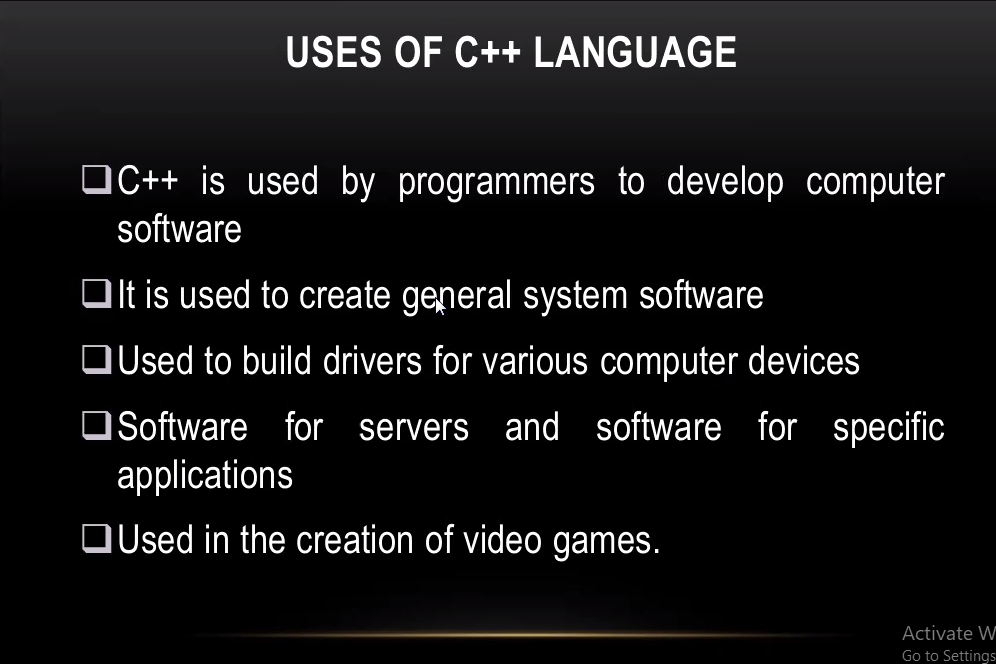 USES OF C++ LANGUAGE
C++ is used by programmers to develop computer
software
It is used to create general system software
Used to build drivers for various computer devices
Software for servers and software for specific
applications
Used in the creation of video games.
Activate W
Go to Settings